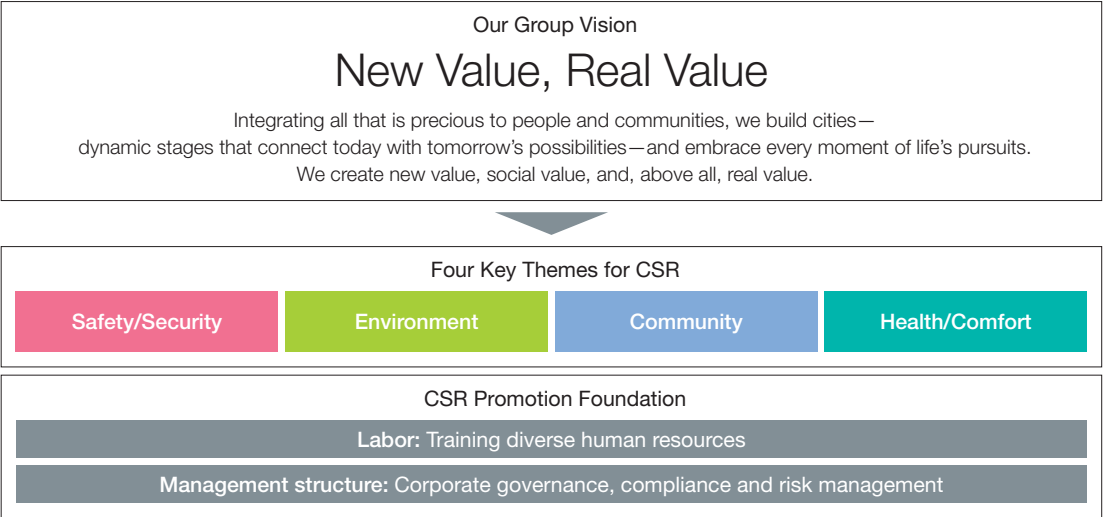 Our Group Vision
New Value, Real Value
Integrating all that is precious to people and communities, we build cities—
dynamic stages that connect today with tomorrow’s possibilities—and embrace every moment of life’s pursuits.
We create new value, social value, and, above all, real value.
Four Key Themes for CSR
Safety/Security
Environment
Community
Health/Comfort
CSR Promotion Foundation
Labor: Training diverse human resources
Management structure: Corporate governance, compliance and risk management